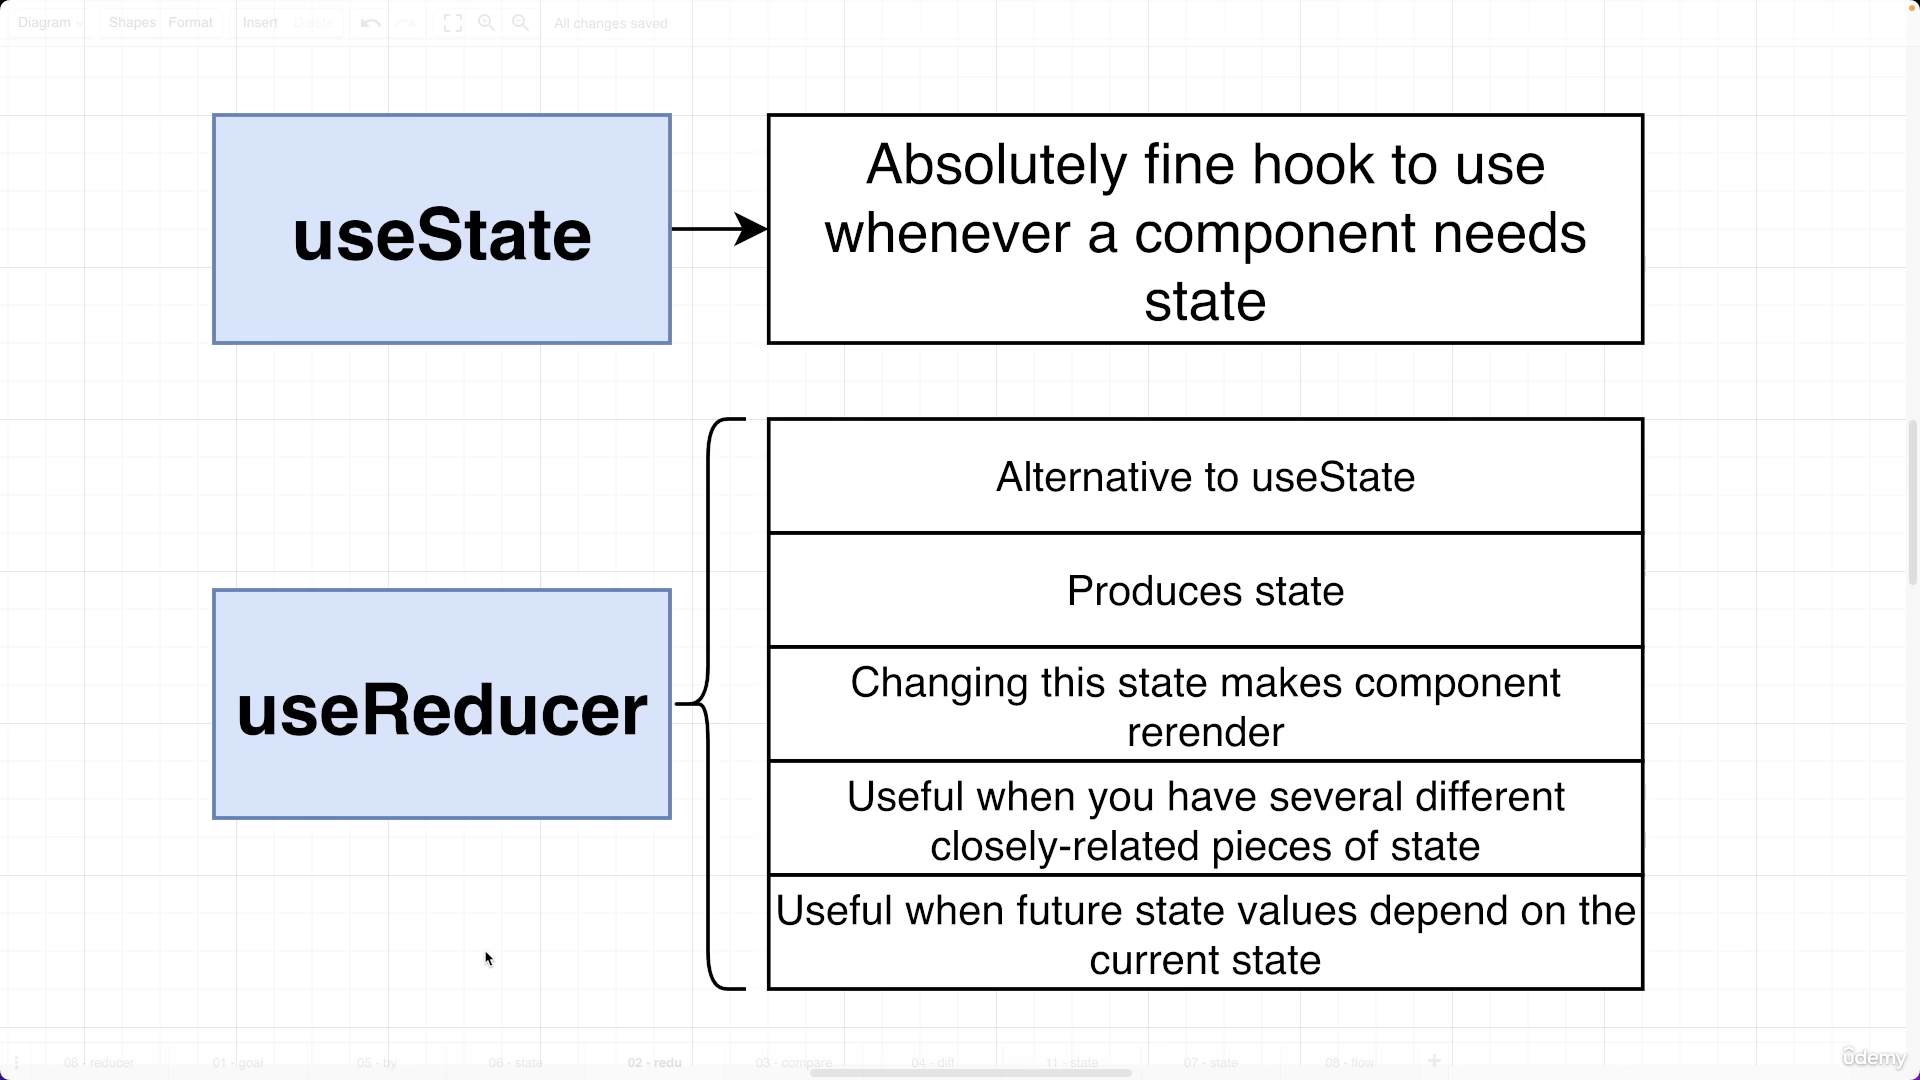 Diagram
Shapes
Format
Insert
Delete
All changes saved
useState
Absolutely fine hook to use
whenever a component needs
state
useReducer
Alternative to useState
Produces state
Changing this state makes component
rerender
Useful when you have several different
closely-related pieces of state
Useful when future state values depend on the
current state
08 - reducer
01 - goal
05 - by
06 - state
02 - redu
03 - compare
04 - diff
11 - state
07 - state
08 - flow
ûdemy